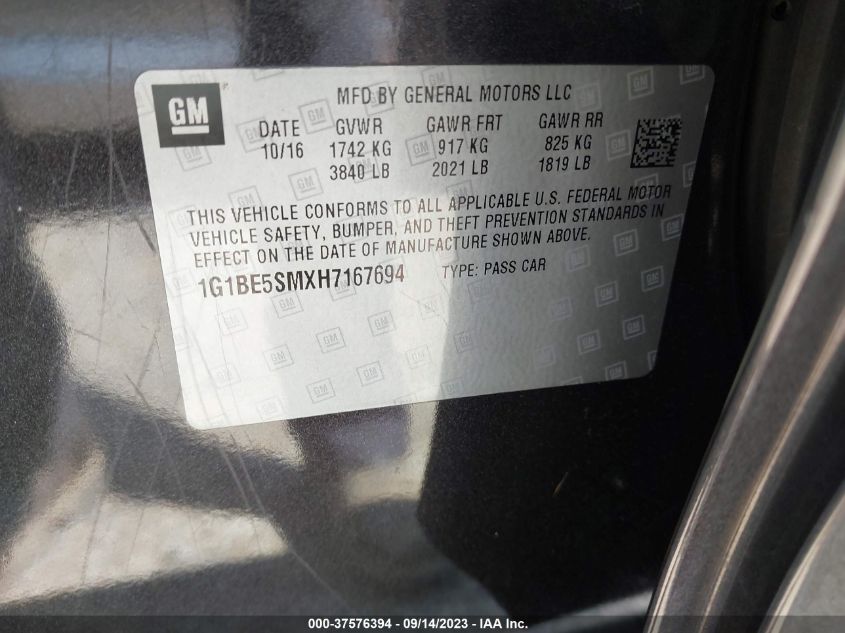 GM
MFD BY GENERAL MOTORS LLC
DATE GVWR GAWR FRT GAWR RR
10/16 1742 KG 917 KG 825 KG
3840 LB 2021 LB 1819 LB
THIS VEHICLE CONFORMS TO ALL APPLICABLE U.S. FEDERAL MOTOR
VEHICLE SAFETY, BUMPER, AND THEFT PREVENTION STANDARDS IN
EFFECT ON THE DATE OF MANUFACTURE SHOWN ABOVE.
1G1BE5SMXH7167694 TYPE: PASS CAR
000-37576394 - 09/14/2023 - © IAA, Inc.